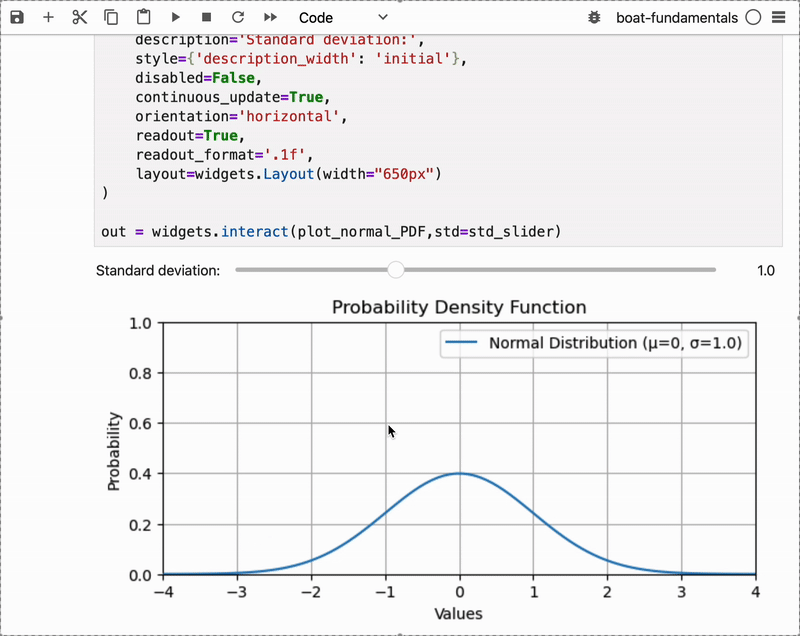 Code
boat-fundamentals
description='Standard deviation:',
style={'description_width': 'initial'},
disabled=False,
continuous_update=True,
orientation='horizontal',
readout=True,
readout_format='.1f',
layout=widgets.Layout(width="650px")
)
out = widgets.interact(plot_normal_PDF,std=std_slider)
Standard deviation: 1.0
Probability Density Function
Normal Distribution (μ=0, σ=1.0)
1.0
0.8
0.6
0.4
0.2
0.0
Probability
−4 −3 −2 −1 0 1 2 3 4
Values